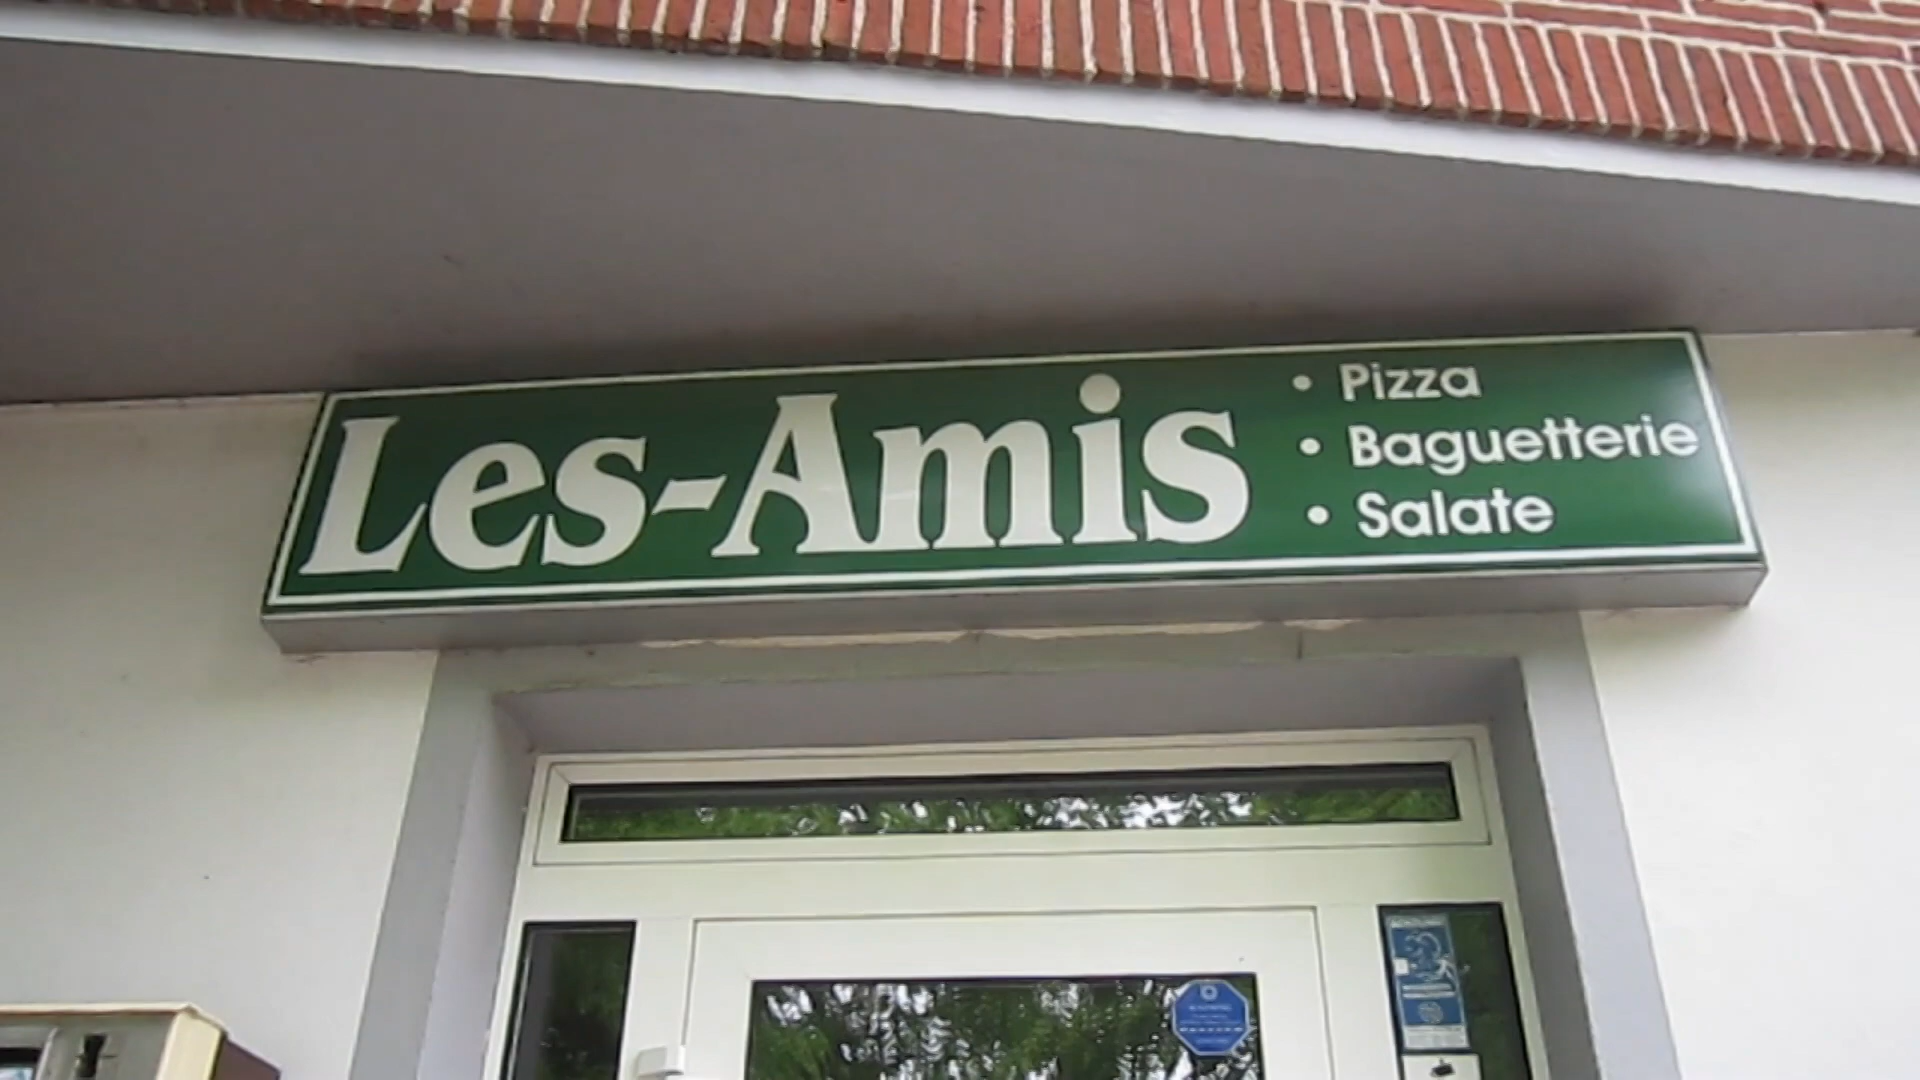 Les-Amis
• Pizza
• Baguetterie
• Salate